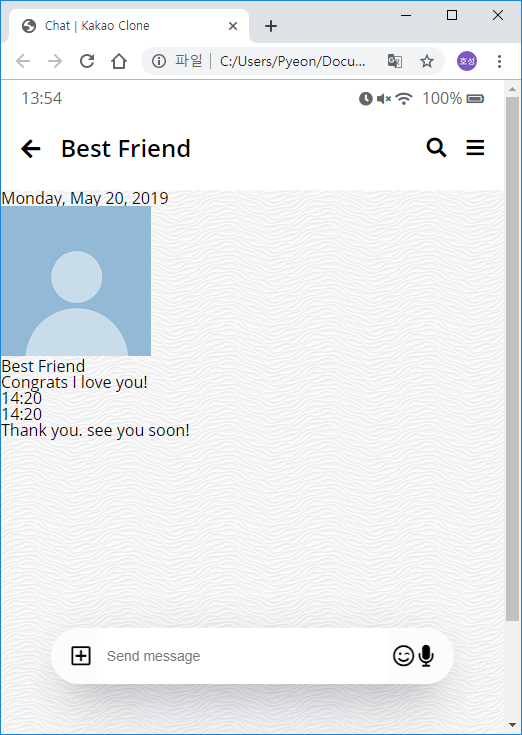 Chat | Kakao Clone
파일 | C:/Users/Pyeon/Docu...
호성
13:54
100%
Best Friend
Monday, May 20, 2019
Best Friend
Congrats I love you!
14:20
14:20
Thank you. see you soon!
Send message